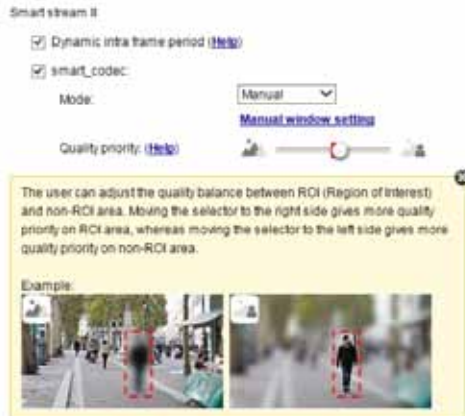 Smart stream II
Dynamic intra frame period (Help)
smart_codec:
Mode: Manual
Manual window setting
Quality priority: (Help)
The user can adjust the quality balance between ROI (Region of Interest)
and non-ROI area. Moving the selector to the right side gives more quality
priority on ROI area, whereas moving the selector to the left side gives more
quality priority on non-ROI area.
Example: